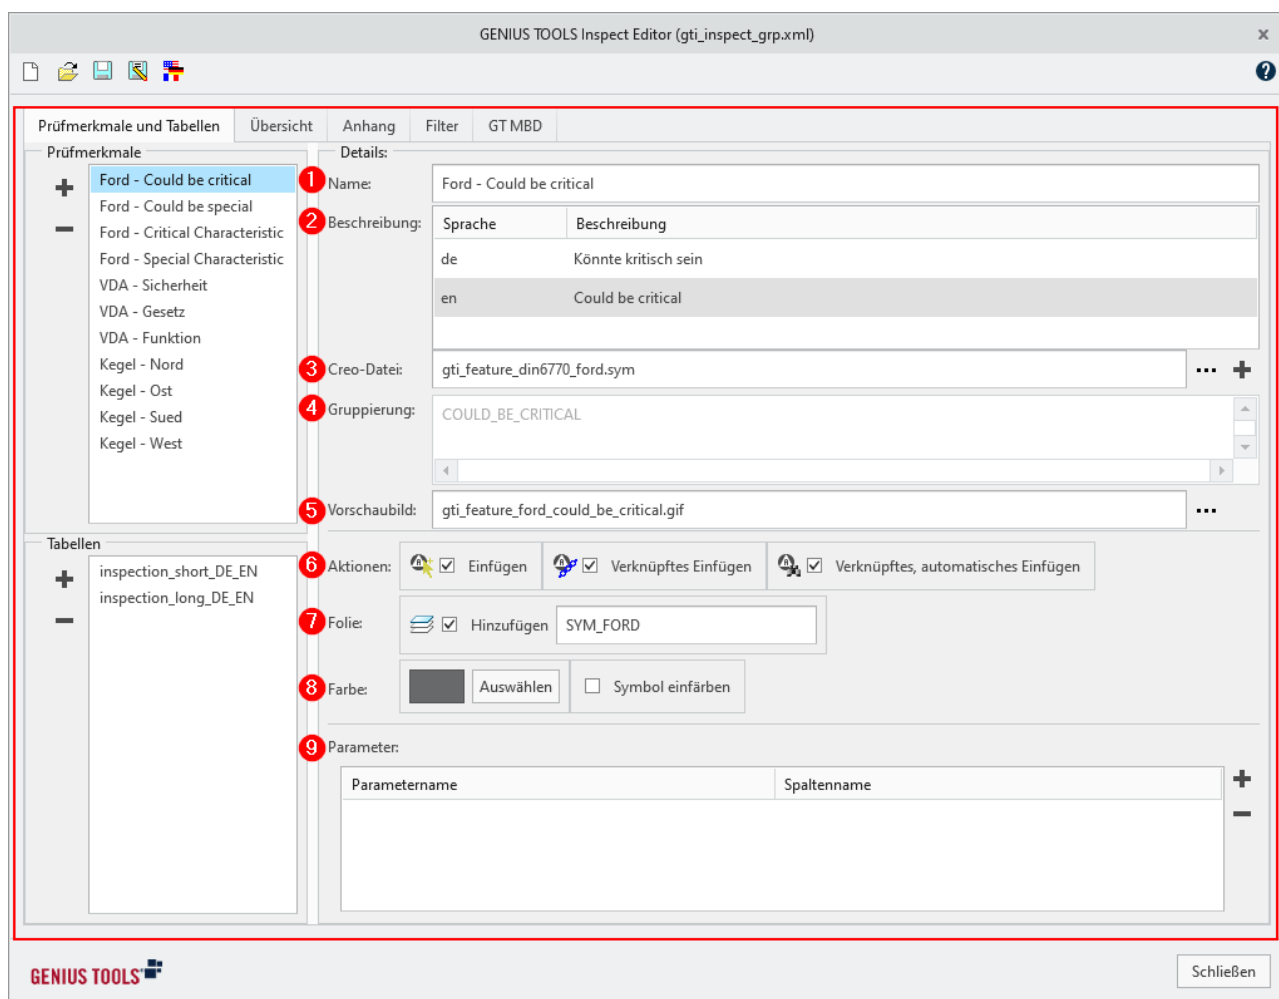 GENIUS TOOLS Inspect Editor (gti_inspect_grp.xml)
Prüfmerkmale und Tabellen Übersicht Anhang Filter GT MBD
Prüfmerkmale
Ford - Could be critical
Ford - Could be special
Ford - Critical Characteristic
Ford - Special Characteristic
VDA - Sicherheit
VDA - Gesetz
VDA - Funktion
Kegel - Nord
Kegel - Ost
Kegel - Sued
Kegel - West
Tabellen
inspection_short_DE_EN
inspection_long_DE_EN
Details:
1 Name: Ford - Could be critical
2 Beschreibung: Sprache Beschreibung
de Könnte kritisch sein
en Could be critical
3 Creo-Datei: gti_feature_din6770_ford.sym ...
4 Gruppierung: COULD_BE_CRITICAL
5 Vorschaubild: gti_feature_ford_could_be_critical.gif ...
6 Aktionen: Einfügen Verknüpftes Einfügen Verknüpftes, automatisches Einfügen
7 Folie: Hinzufügen SYM_FORD
8 Farbe: Auswählen Symbol einfärben
9 Parameter:
Parametername Spaltenname
GENIUS TOOLS
Schließen